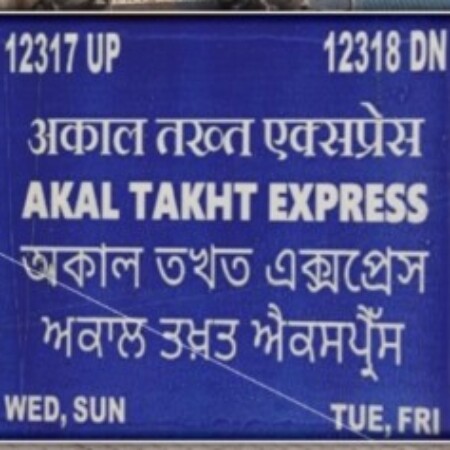 12317 UP 12318 DN
अकाल तख्त एक्सप्रेस
AKAL TAKHT EXPRESS
অকাল তখত এক্সপ্রেস
ਅਕਾਲ ਤਖ਼ਤ ਐਕਸਪ੍ਰੈੱਸ
WED, SUN TUE, FRI